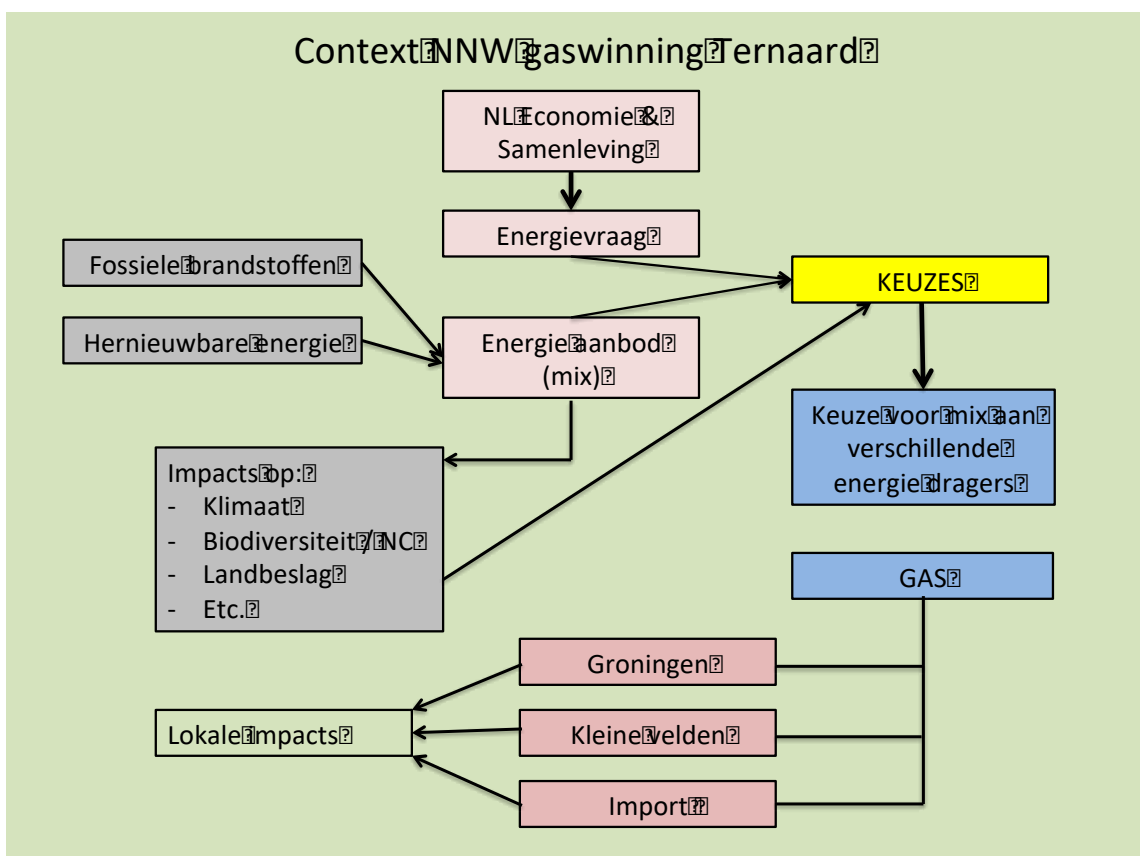 Context NNW gaswinning Ternaard
NL Economie &
Samenleving
Energievraag
Fossiele brandstoffen
KEUZES
Hernieuwbare energie
Energie aanbod
(mix)
Keuze voor mix aan
verschillende
energie dragers
Impacts op:
- Klimaat
- Biodiversiteit / NC
- Landbeslag
- Etc.
GAS
Groningen
Lokale impacts
Kleine velden
Import